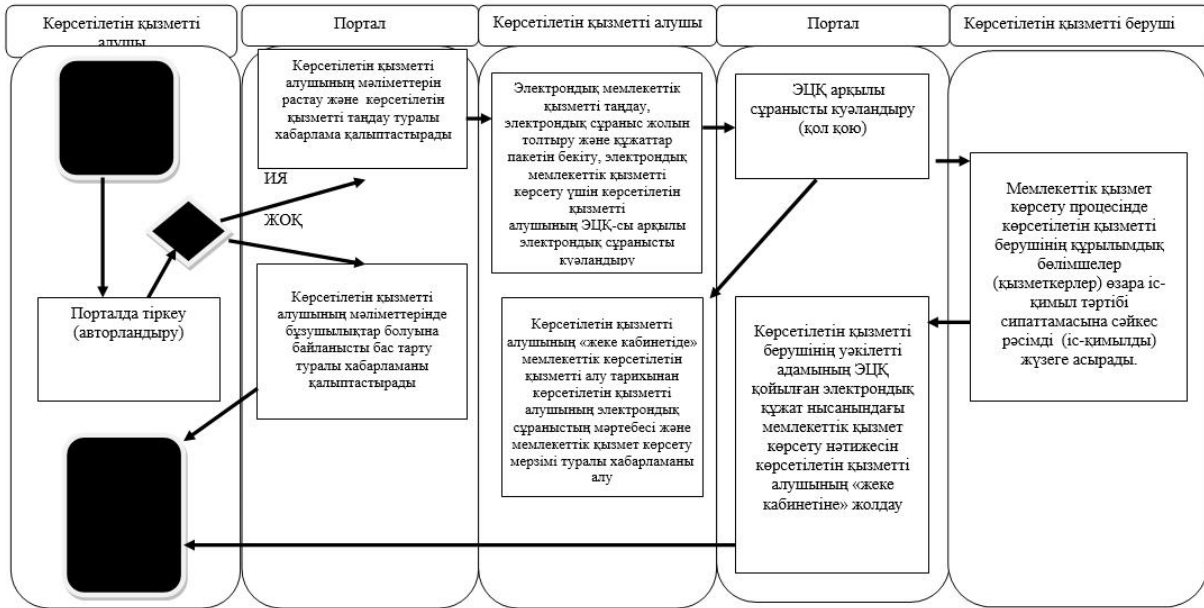 Көрсетілетін қызметті
алушы
Портал
Көрсетілетін қызметті алушы
Портал
Көрсетілетін қызметті беруші
Порталда тіркеу
(авторландыру)
ИЯ
ЖОҚ
Көрсетілетін қызметті
алушының мәліметтерін
растау және көрсетілетін
қызметті таңдау туралы
хабарлама қалыптастырады
Көрсетілетін қызметті
алушының мәліметтерінде
бұзушылықтар болуына
байланысты бас тарту
туралы хабарламаны
қалыптастырады
Электрондық мемлекеттік
қызметті таңдау,
электрондық сұраныс жолын
толтыру және құжаттар
пакетін бекіту, электрондық
мемлекеттік қызметті
көрсету үшін көрсетілетін
қызметті
алушының ЭЦҚ-сы арқылы
электрондық сұранысты
куәландыру
Көрсетілетін қызметті
алушының «жеке кабинетіде»
мемлекеттік көрсетілетін
қызметті алу тарихынан
көрсетілетін қызметті
алушының электрондық
сұраныстың мәртебесі және
мемлекеттік қызмет көрсету
мерзімі туралы хабарламаны
алу
ЭЦҚ арқылы
сұранысты куәландыру
(қол қою)
Көрсетілетін қызметті
берушінің уәкілетті
адамының ЭЦҚ
қойылған электрондық
құжат нысанындағы
мемлекеттік қызмет
көрсету нәтижесін
көрсетілетін қызметті
алушының «жеке
кабинетіне» жолдау
Мемлекеттік қызмет
көрсету процесінде
көрсетілетін қызметті
берушінің құрылымдық
бөлімшелер
(қызметкерлер) өзара іс-
қимыл тәртібі
сипаттамасына сәйкес
рәсімді (іс-қимылды)
жүзеге асырады.